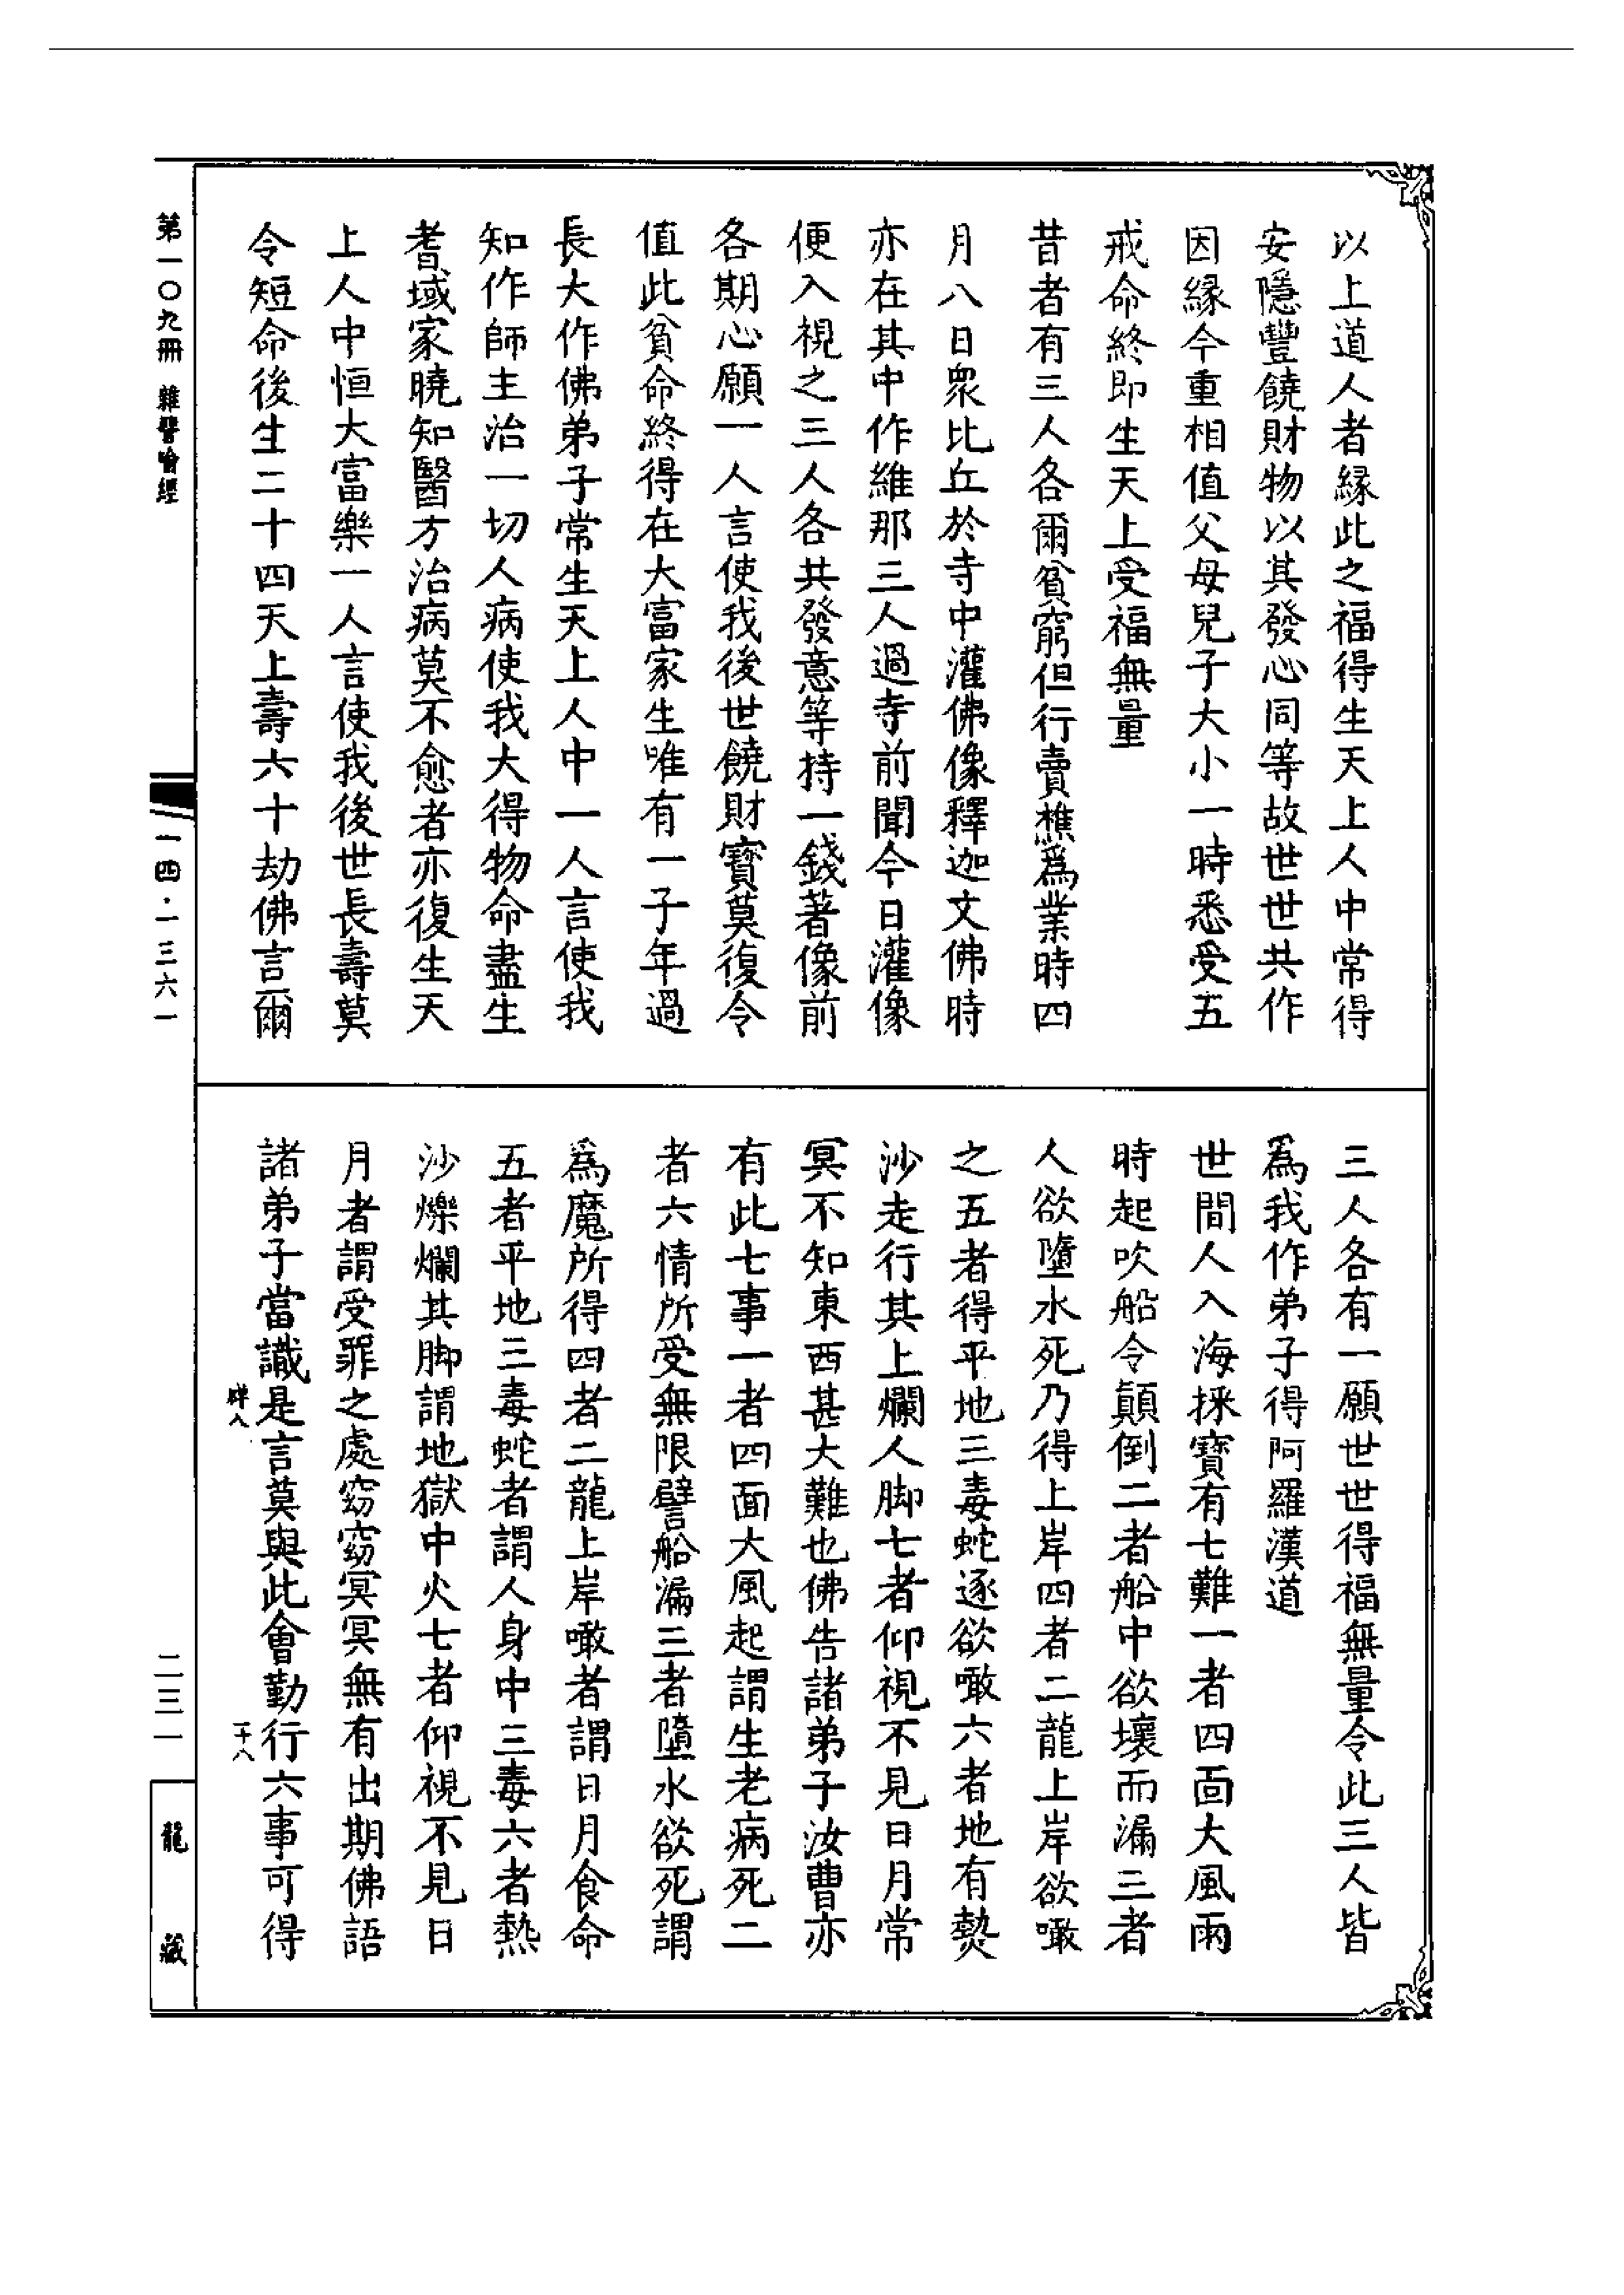 以上道人者縁此之福得生天上人中常得
安隱豐饒財物以其發心同等故世世共作
因縁今重相值父母兒子大小一時悉受五
戒命終即生天上受福無量
昔者有三人各爾貧窮但行賣樵爲業時四
月八日衆比丘於寺中灌佛像釋迦文佛時
亦在其中作維那三人過寺前聞今日灌像
便入視之三人各共發意等持一錢著像前
各期心願一人言使我後世饒財寶莫復令
值此貧命終得在大富家生唯有一子年過
長大作佛弟子常生天上人中一人言使我
知作師主治一切人病使我大得物命盡生
耆域家曉知醫方治病莫不愈者亦復生天
上人中恒大富樂一人言使我後世長壽莫
令短命後生二十四天上壽六十劫佛言爾
三人各有一願世世得福無量令此三人皆
爲我作弟子得阿羅漢道
世間人入海採寶有七難一者四面大風雨
時起吹船令顛倒二者船中欲壞而漏三者
人欲墮水死乃得上岸四者二龍上岸欲噉
之五者得平地三毒蛇逐欲噉六者地有熱
沙走行其上爛人脚七者仰視不見日月常
冥不知東西甚大難也佛告諸弟子汝曹亦
有此七事一者四面大風起謂生老病死二
者六情所受無限譬船漏三者墮水欲死謂
爲魔所得四者二龍上岸噉者謂日月食命
五者平地三毒蛇者謂人身中三毒六者熱
沙爍爛其脚謂地獄中火七者仰視不見日
月者謂受罪之處窈窈冥冥無有出期佛語
諸弟子當識是言莫與此會勤行六事可得
第一〇九冊 雜譬喻經
一四·一三六一
二三一
龍藏